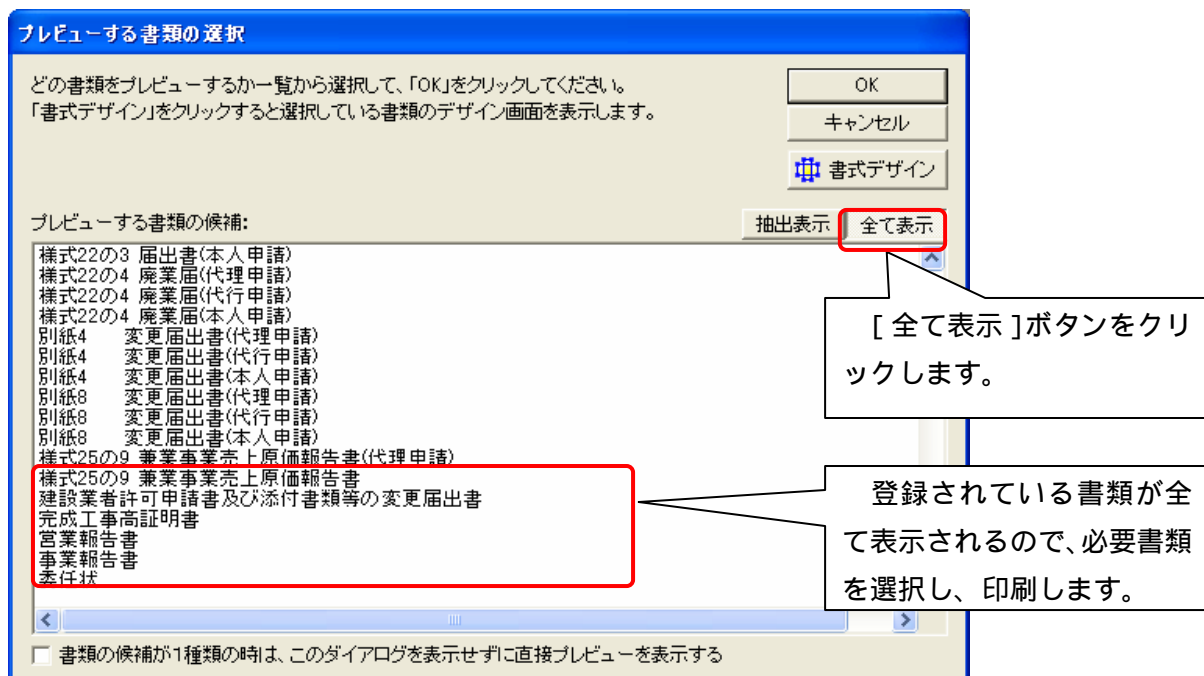 プレビューする書類の選択
どの書類をプレビューするか一覧から選択して、「OK」をクリックしてください。
「書式デザイン」をクリックすると選択している書類のデザイン画面を表示します。
OK
キャンセル
書式デザイン
プレビューする書類の候補:
抽出表示
全て表示
様式22の3 届出書(本人申請)
様式22の4 廃業届(代理申請)
様式22の4 廃業届(代行申請)
様式22の4 廃業届(本人申請)
別紙4 変更届出書(代理申請)
別紙4 変更届出書(代行申請)
別紙4 変更届出書(本人申請)
別紙8 変更届出書(代理申請)
別紙8 変更届出書(代行申請)
別紙8 変更届出書(本人申請)
様式25の9 兼業事業売上原価報告書(代理申請)
様式25の9 兼業事業売上原価報告書
建設業者許可申請書及び添付書類等の変更届出書
完成工事高証明書
営業報告書
事業報告書
委任状
[全て表示]ボタンをクリ
ックします。
登録されている書類が全
て表示されるので、必要書類
を選択し、印刷します。
書類の候補が1種類の時は、このダイアログを表示せずに直接プレビューを表示する